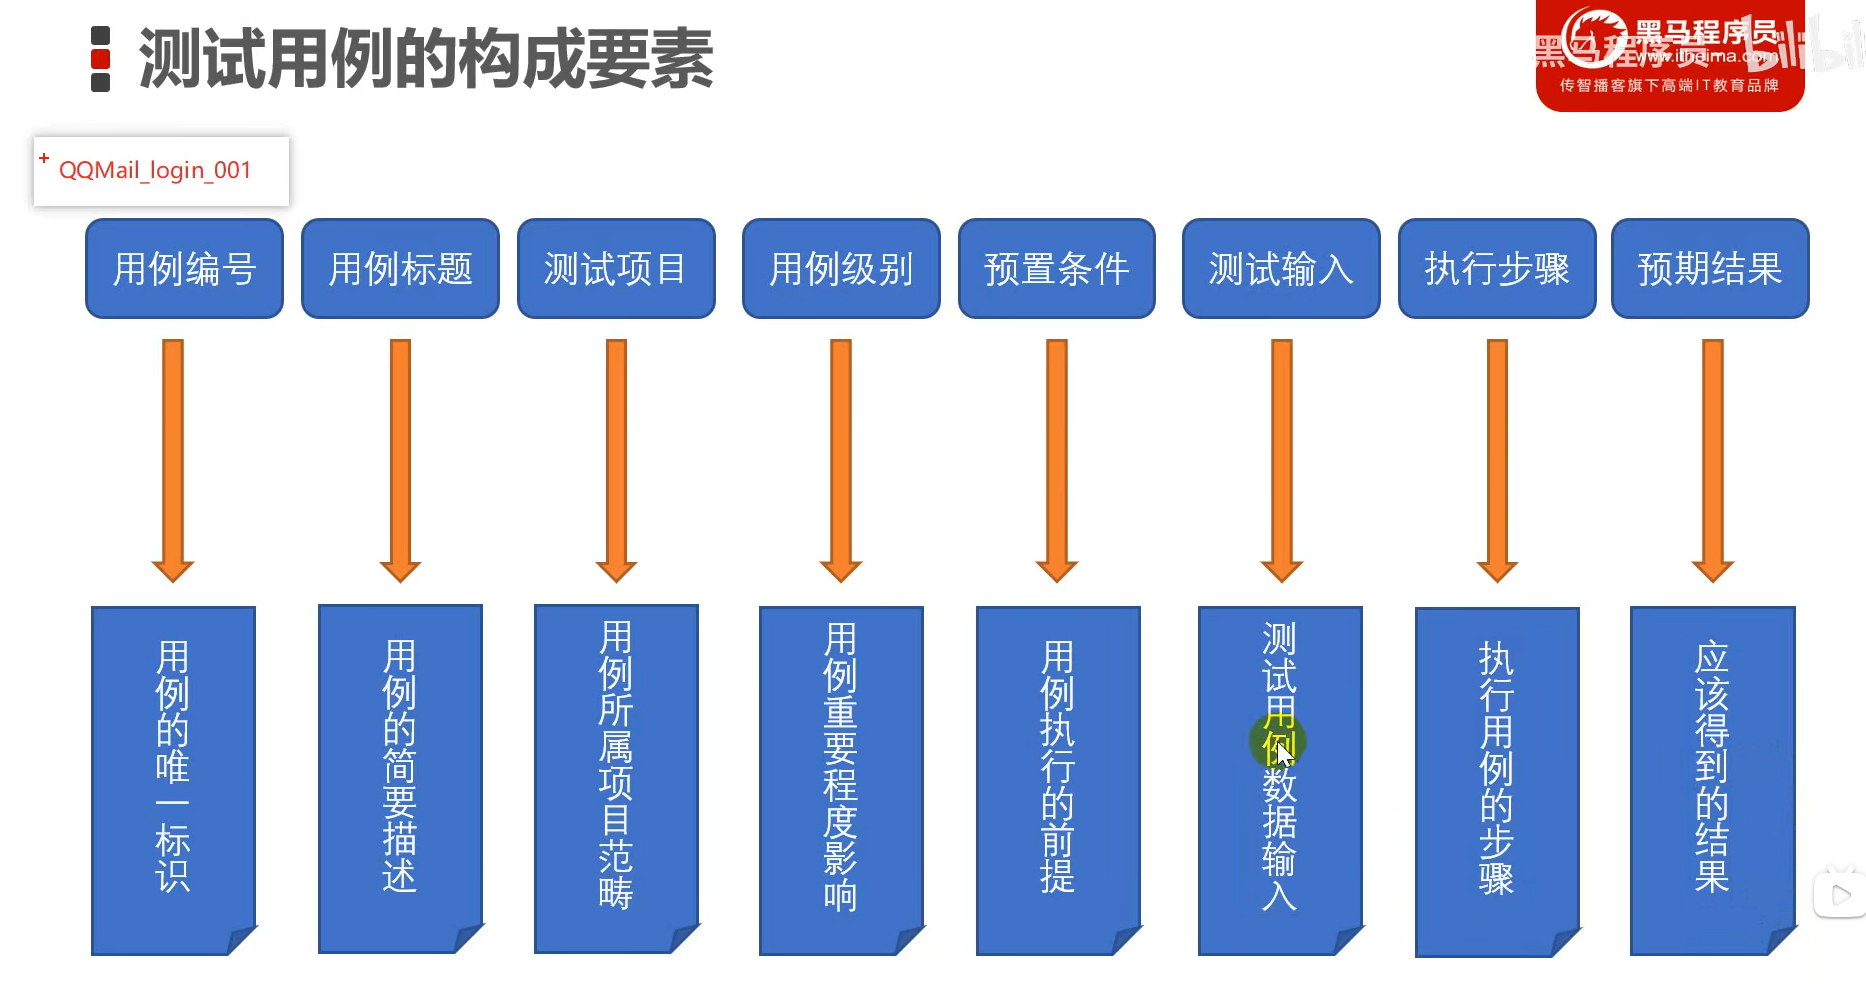 测试用例的构成要素
黑马程序员
www.itheima.com
传智播客旗下高端IT教育品牌
黑马程序员 bilibili
+ QQMail_login_001
用例编号
用例标题
测试项目
用例级别
预置条件
测试输入
执行步骤
预期结果
用例的唯一标识
用例的简要描述
用例所属项目范畴
用例重要程度影响
用例执行的前提
测试用例数据输入
执行用例的步骤
应该得到的结果